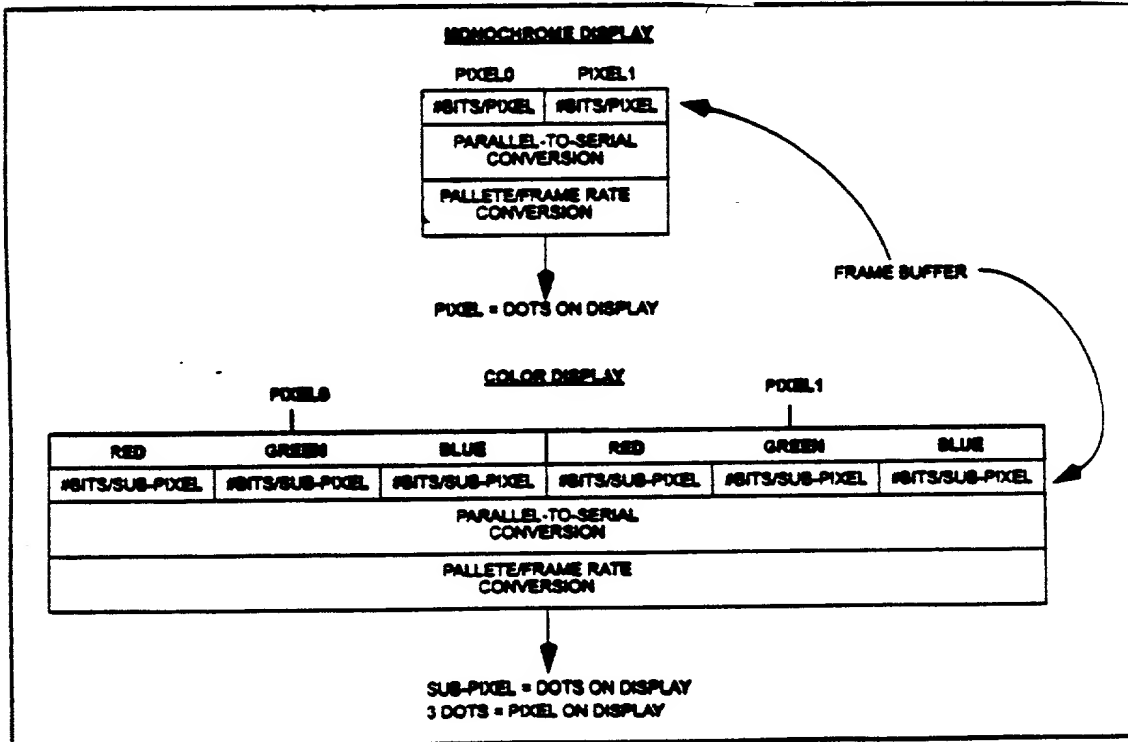 MONOCHROME DISPLAY
PIXEL0 PIXEL1
#BITS/PIXEL #BITS/PIXEL
PARALLEL-TO-SERIAL
CONVERSION
PALLETE/FRAME RATE
CONVERSION
FRAME BUFFER
PIXEL = DOTS ON DISPLAY
COLOR DISPLAY
PIXEL0 PIXEL1
RED GREEN BLUE RED GREEN BLUE
#BITS/SUB-PIXEL #BITS/SUB-PIXEL #BITS/SUB-PIXEL #BITS/SUB-PIXEL #BITS/SUB-PIXEL #BITS/SUB-PIXEL
PARALLEL-TO-SERIAL
CONVERSION
PALLETE/FRAME RATE
CONVERSION
SUB-PIXEL = DOTS ON DISPLAY
3 DOTS = PIXEL ON DISPLAY